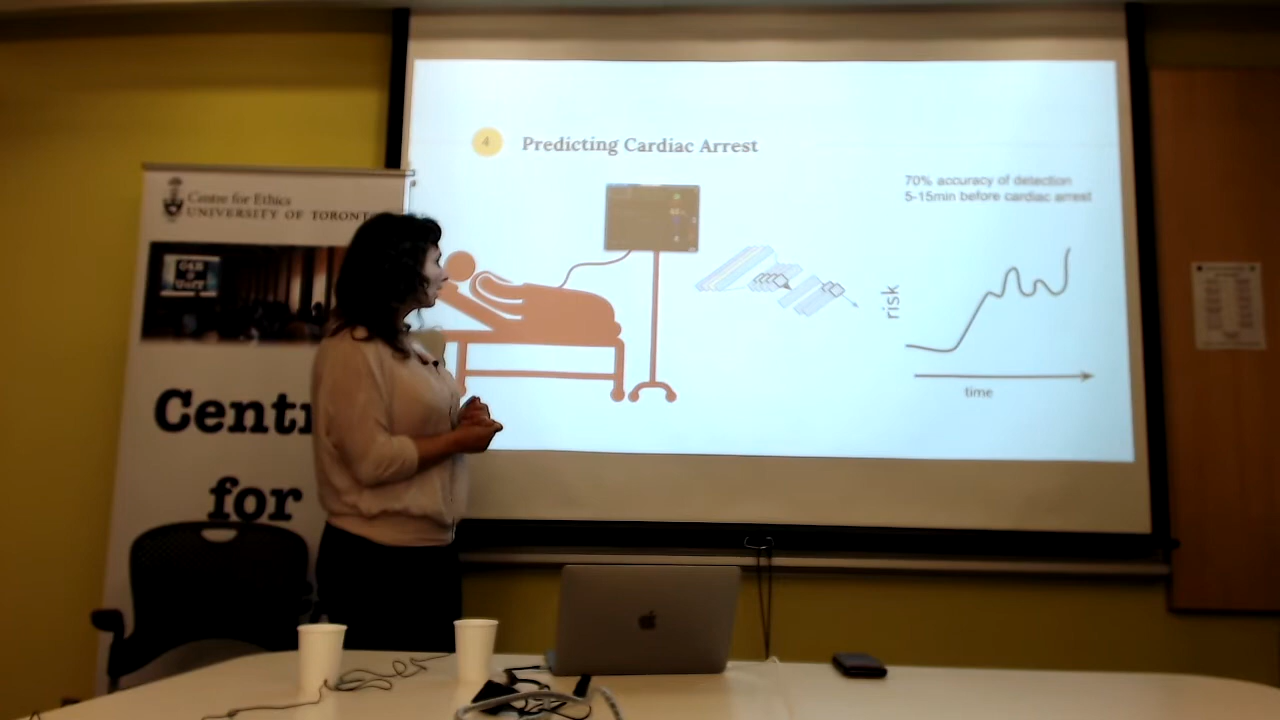 Centre for Ethics
UNIVERSITY OF TORONTO
Centr
for
4
Predicting Cardiac Arrest
70% accuracy of detection
5-15min before cardiac arrest
risk
time